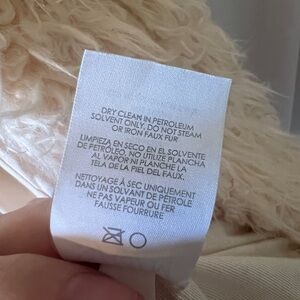 DRY CLEAN IN PETROLEUM
SOLVENT ONLY, DO NOT STEAM
OR IRON FAUX FUR
LIMPIEZA EN SECO EN EL SOLVENTE
DE PETRÓLEO, NO UTILIZE PLANCHA
AL VAPOR NI PLANCHE LA
TELA DE LA PIEL DEL FAUX.
NETTOYAGE À SEC UNIQUEMENT
DANS UN SOLVANT DE PÉTROLE
NE PAS VAPEUR OU FER
FAUSSE FOURRURE